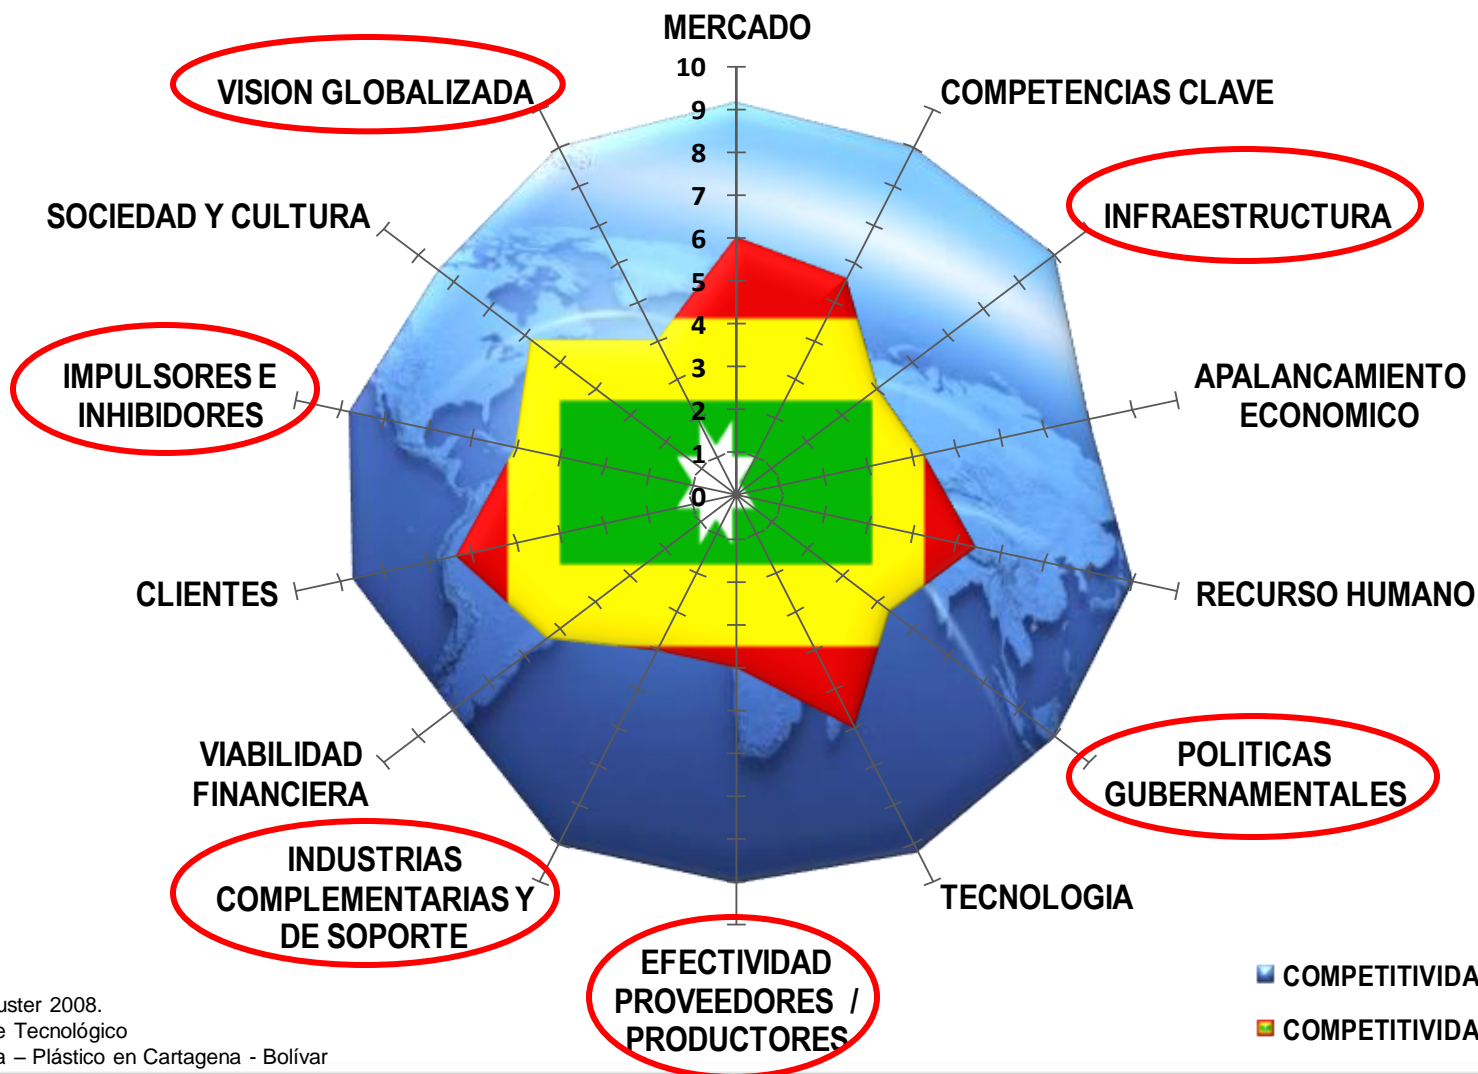 MERCADO
VISION GLOBALIZADA
COMPETENCIAS CLAVE
SOCIEDAD Y CULTURA
INFRAESTRUCTURA
IMPULSORES E
INHIBIDORES
APALANCAMIENTO
ECONOMICO
10
9
8
7
6
5
4
3
2
1
0
CLIENTES
RECURSO HUMANO
VIABILIDAD
FINANCIERA
POLITICAS
GUBERNAMENTALES
INDUSTRIAS
COMPLEMENTARIAS Y
DE SOPORTE
TECNOLOGIA
EFECTIVIDAD
PROVEEDORES /
PRODUCTORES
COMPETITIVIDA
COMPETITIVIDA
uster 2008.
e Tecnológico
a – Plástico en Cartagena - Bolívar